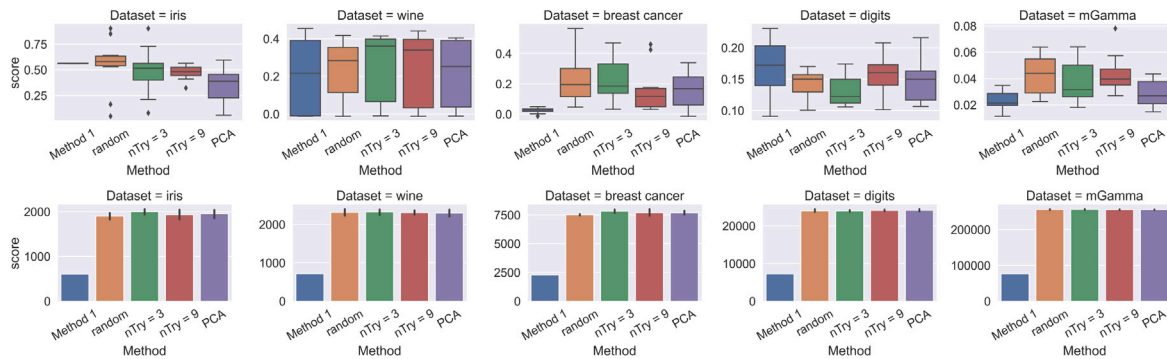 Dataset = iris
Dataset = wine
Dataset = breast cancer
Dataset = digits
Dataset = mGamma
score
0.75
0.50
0.25
0.4
0.2
0.0
0.4
0.2
0.0
0.20
0.15
0.10
0.08
0.06
0.04
0.02
Method 1 random nTry = 3 nTry = 9 PCA
Method 1 random nTry = 3 nTry = 9 PCA
Method 1 random nTry = 3 nTry = 9 PCA
Method 1 random nTry = 3 nTry = 9 PCA
Method 1 random nTry = 3 nTry = 9 PCA
Method
Method
Method
Method
Method
Dataset = iris
Dataset = wine
Dataset = breast cancer
Dataset = digits
Dataset = mGamma
score
2000
1000
0
2000
1000
0
7500
5000
2500
0
20000
10000
0
200000
100000
0
Method 1 random nTry = 3 nTry = 9 PCA
Method 1 random nTry = 3 nTry = 9 PCA
Method 1 random nTry = 3 nTry = 9 PCA
Method 1 random nTry = 3 nTry = 9 PCA
Method 1 random nTry = 3 nTry = 9 PCA
Method
Method
Method
Method
Method